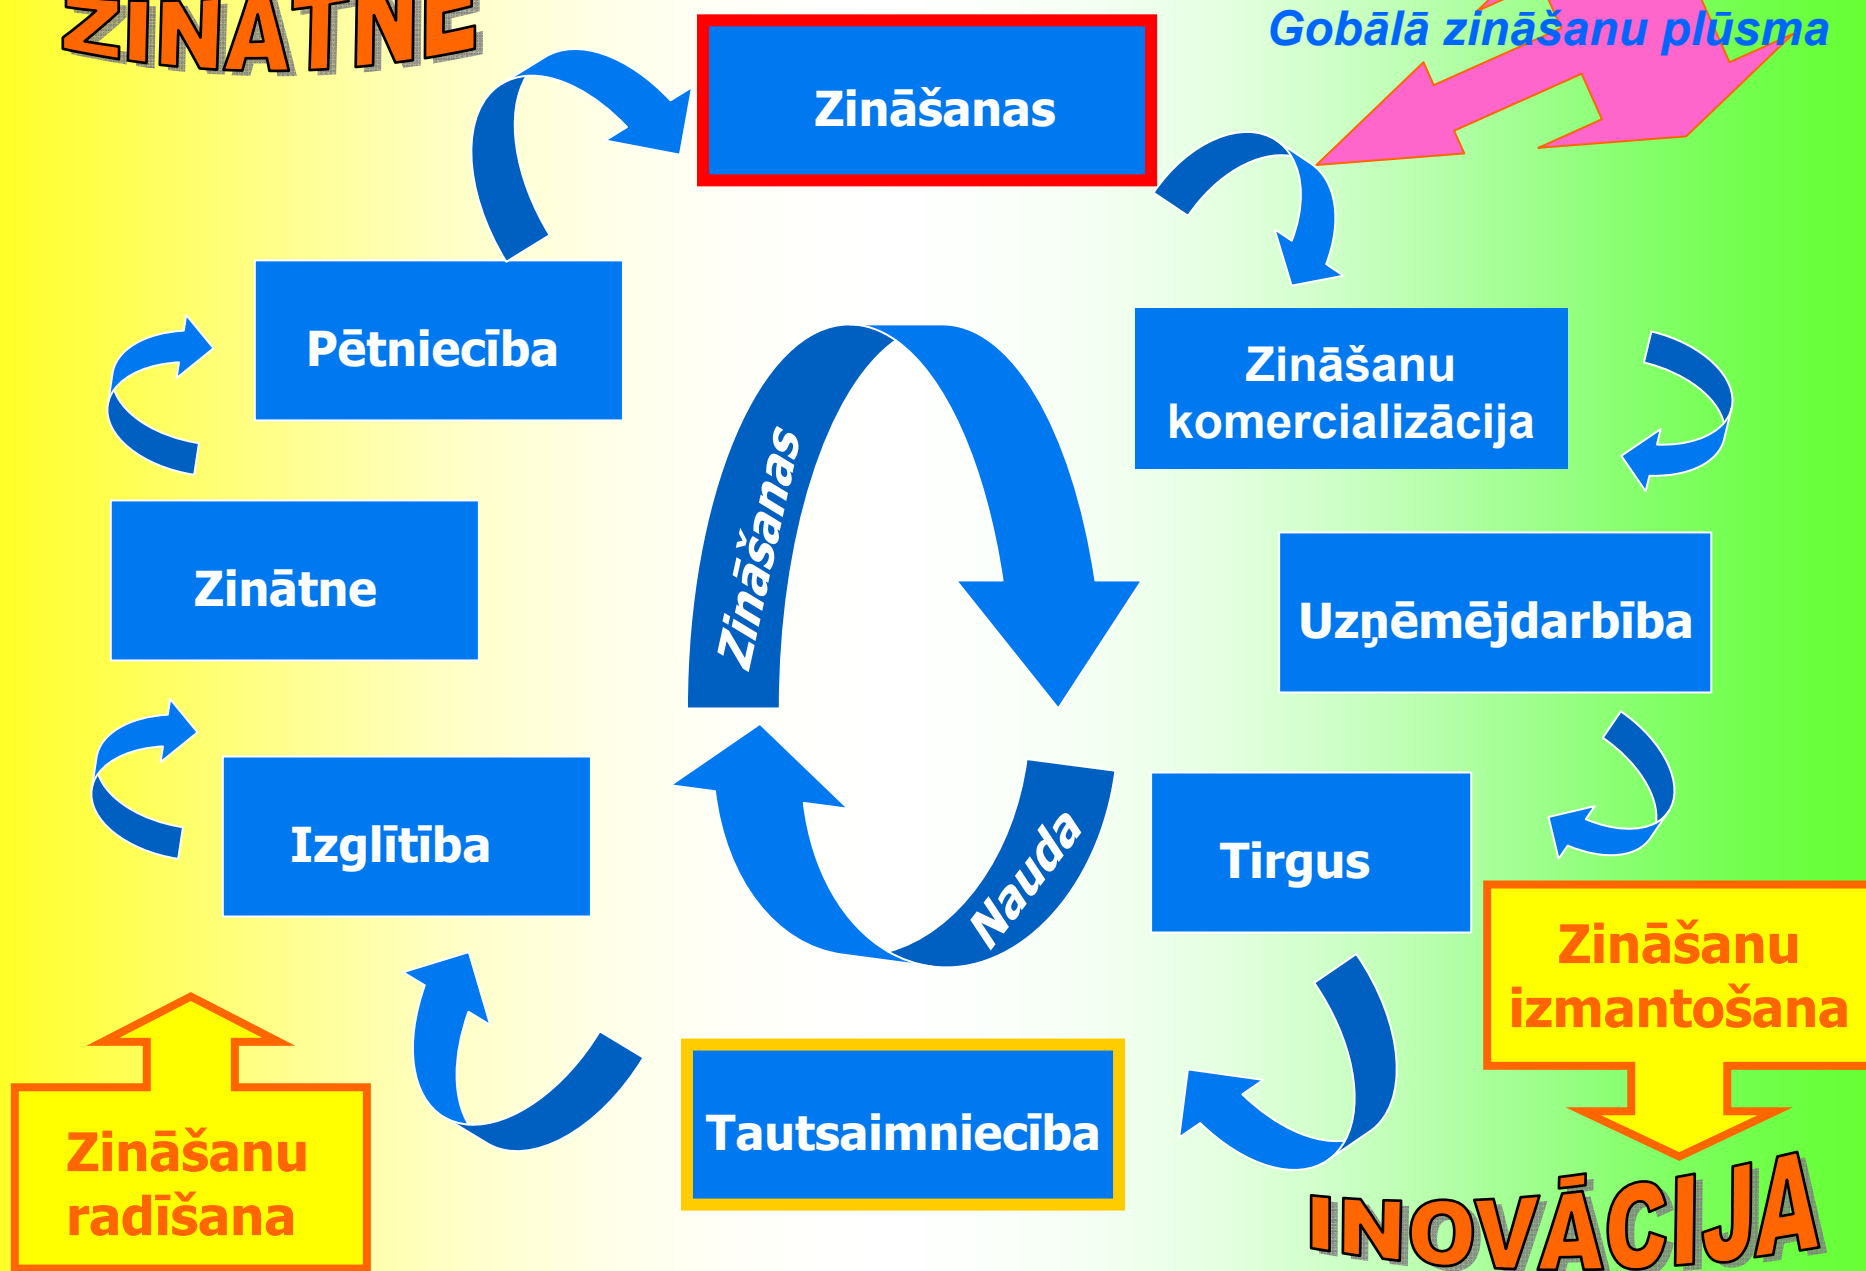 ZINĀTNE
Gobālā zināšanu plūsma
Zināšanas
Pētniecība
Zināšanu
komercializācija
Zināšanas
Zinātne
Uzņēmējdarbība
Izglītība
Nauda
Tirgus
Zināšanu
izmantošana
Tautsaimniecība
Zināšanu
radīšana
INOVĀCIJA